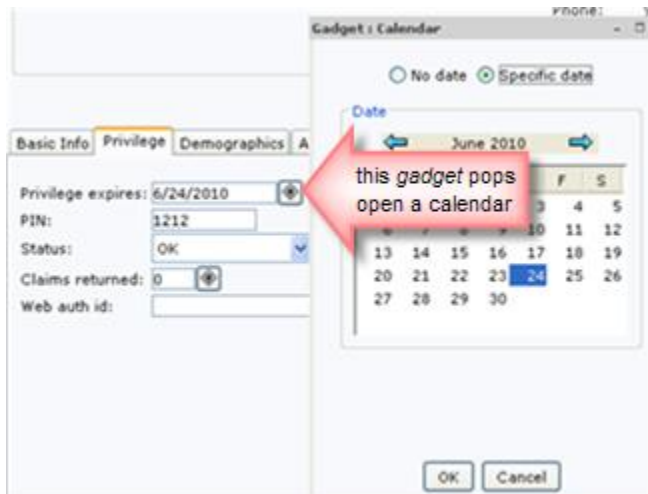 Phone:
Gadget : Calendar
No date Specific date
Date
June 2010
Basic Info Privilege Demographics A
this gadget pops
open a calendar
F S
3 4 5
10 11 12
13 14 15 16 17 18 19
20 21 22 23 24 25 26
27 28 29 30
Privilege expires: 6/24/2010
PIN: 1212
Status: OK
Claims returned: 0
Web auth id:
OK Cancel